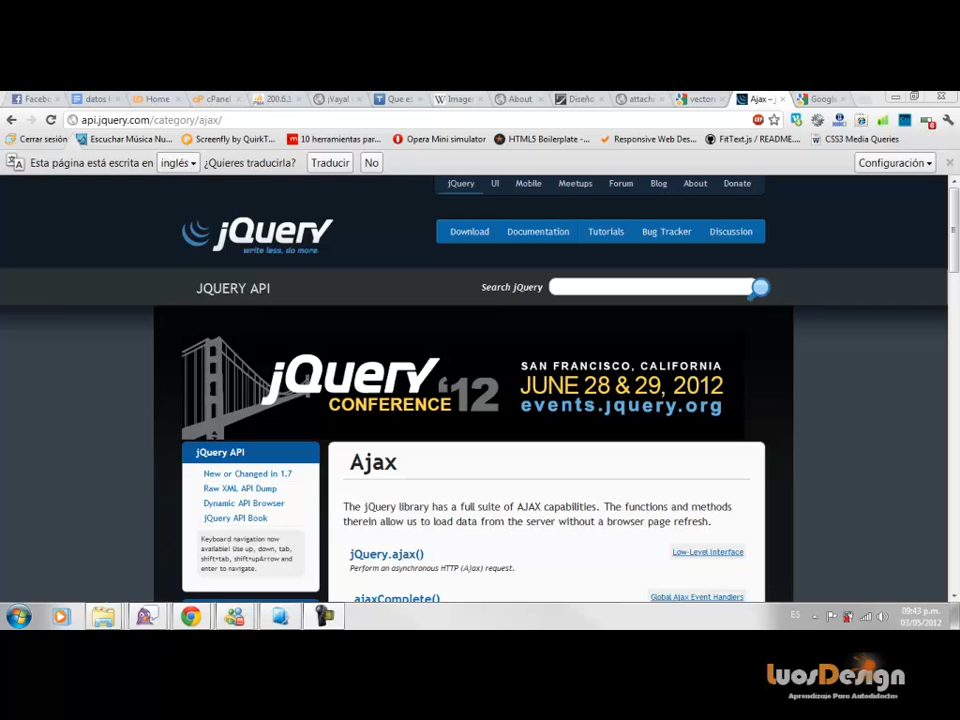 Facebo
datos l
Home
cPanel
200.6.1
¡Vayal
Que es
Imager
About
Diseñc
attach
vector
Ajax –
Google
api.jquery.com/category/ajax/
Cerrar sesión
Escuchar Música Nu...
Screenfly by QuirkT...
10 herramientas par...
Opera Mini simulator
HTML5 Boilerplate -...
Responsive Web Des...
FitText.js / README....
CSS3 Media Queries
Esta página está escrita en inglés ¿Quieres traducirla? Traducir No Configuración
jQuery UI Mobile Meetups Forum Blog About Donate
jQuery
write less, do more.
Download Documentation Tutorials Bug Tracker Discussion
JQUERY API
Search jQuery
jQuery '12
CONFERENCE
SAN FRANCISCO, CALIFORNIA
JUNE 28 & 29, 2012
events.jquery.org
jQuery API
New or Changed in 1.7
Raw XML API Dump
Dynamic API Browser
jQuery API Book
Keyboard navigation now
available! Use up, down, tab,
shift+tab, shift+upArrow and
enter to navigate.
Ajax
The jQuery library has a full suite of AJAX capabilities. The functions and methods
therein allow us to load data from the server without a browser page refresh.
jQuery.ajax()
Low-Level Interface
Perform an asynchronous HTTP (Ajax) request.
ajaxComplete()
Global Ajax Event Handlers
ES
09:43 p.m.
07/05/2012
LuosDesign
Aprendizaje Para Autodidactas